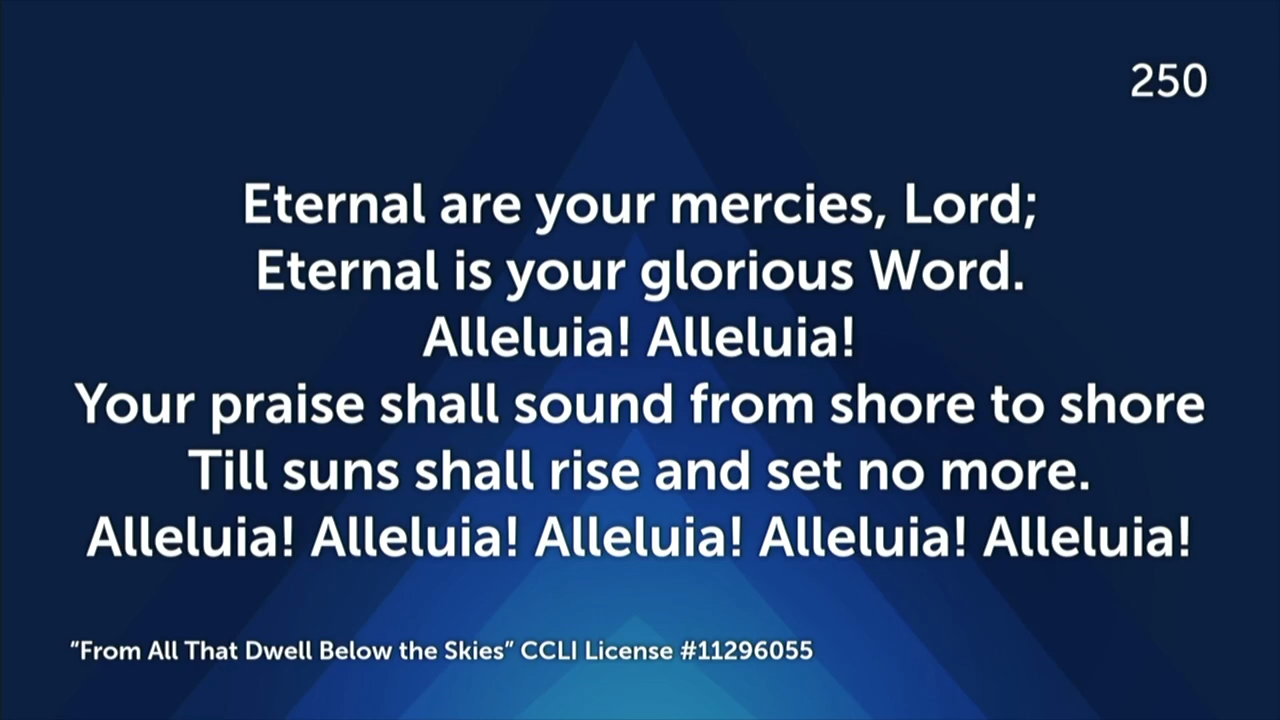 250
Eternal are your mercies, Lord;
Eternal is your glorious Word.
Alleluia! Alleluia!
Your praise shall sound from shore to shore
Till suns shall rise and set no more.
Alleluia! Alleluia! Alleluia! Alleluia! Alleluia!
“From All That Dwell Below the Skies” CCLI License #11296055